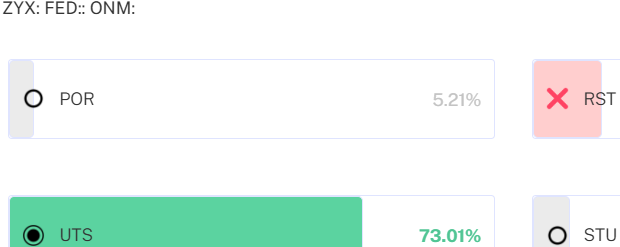 ZYX: FED:: ONM:
POR 5.21% RST
UTS 73.01% STU